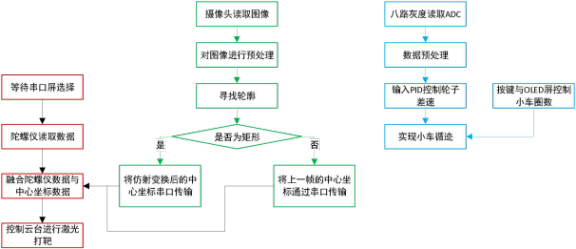 摄像头读取图像
对图像进行预处理
寻找轮廓
是否为矩形
是
否
将仿射变换后的中
心坐标串口传输
将上一帧的中心坐
标通过串口传输
等待串口屏选择
陀螺仪读取数据
融合陀螺仪数据与
中心坐标数据
控制云台进行激光
打靶
八路灰度读取ADC
数据预处理
输入PID控制轮子
差速
实现小车循迹
按键与OLED屏控制
小车圈数